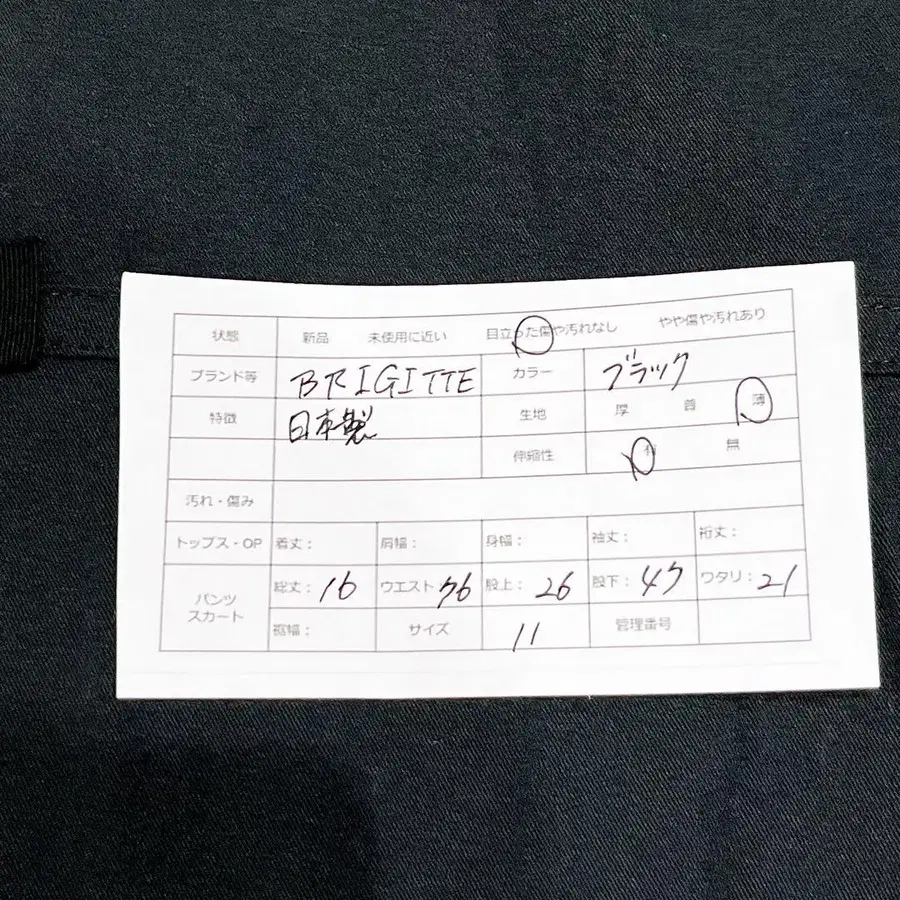 状態 新品 未使用に近い 目立った傷や汚れなし やや傷や汚れあり
ブランド等 BRIGITTE カラー ブラック
特徴 日本製 生地 厚 普 薄
伸縮性 有 無
汚れ・傷み
トップス・OP 着丈: 肩幅: 身幅: 袖丈: 裄丈:
パンツ
スカート
総丈: 16 ウエスト 76 股上: 26 股下: 47 ワタリ: 21
裾幅: サイズ 11 管理番号